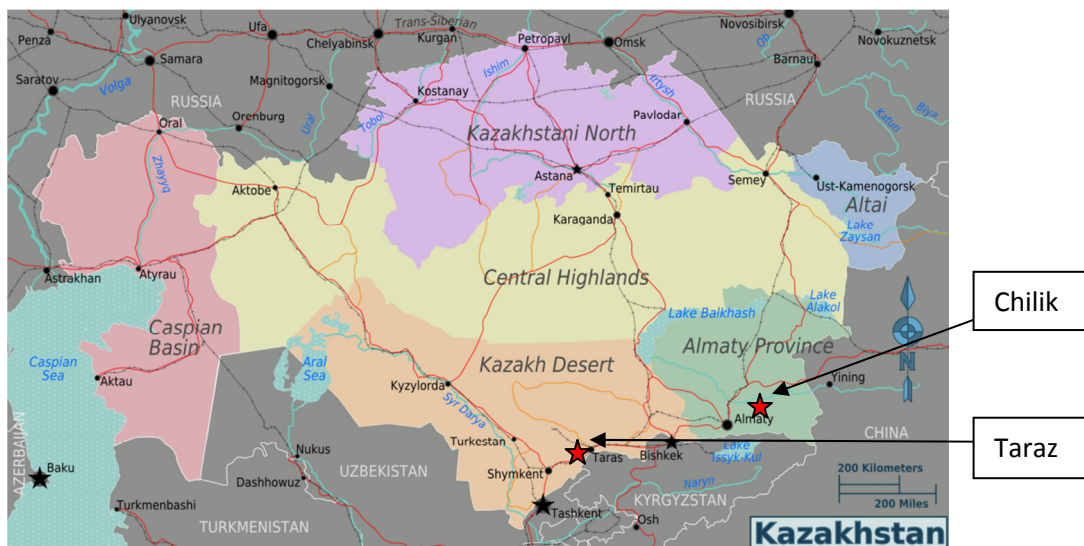 Ulyanovsk
Ufa
Trans-Siberian
Novosibirsk
Penza
Chelyabinsk
Kurgan
Petropavl
Omsk
Ob
Novokuznetsk
Samara
Ishim
Irtysh
Barnaul
Saratov
Volga
Magnitogorsk
Kostanay
RUSSIA
Orenburg
Ural
Tobol
Pavlodar
RUSSIA
Katun
Biya
Oral
Kazakhstani North
Zhayyq
Astana
Semey
Ust-Kamenogorsk
Aktobe
Temirtau
Altai
Karaganda
Lake
Zaysan
Astrakhan
Atyrau
Central Highlands
Chilik
Lake Balkhash
Lake
Alakol
Caspian
Basin
Almaty Province
N
Caspian
Sea
Aral
Sea
Kazakh Desert
Aktau
Kyzylorda
Yining
Syr Darya
Almaty
Turkestan
CHINA
Taraz
Nukus
Taras
Bishkek
Lake
Issyk-Kul
AZERBAIJAN
Baku
UZBEKISTAN
Shymkent
200 Kilometers
Dashhowuz
Naryn
KYRGYZSTAN
200 Miles
Turkmenbashi
Tashkent
Osh
TURKMENISTAN
Kazakhstan